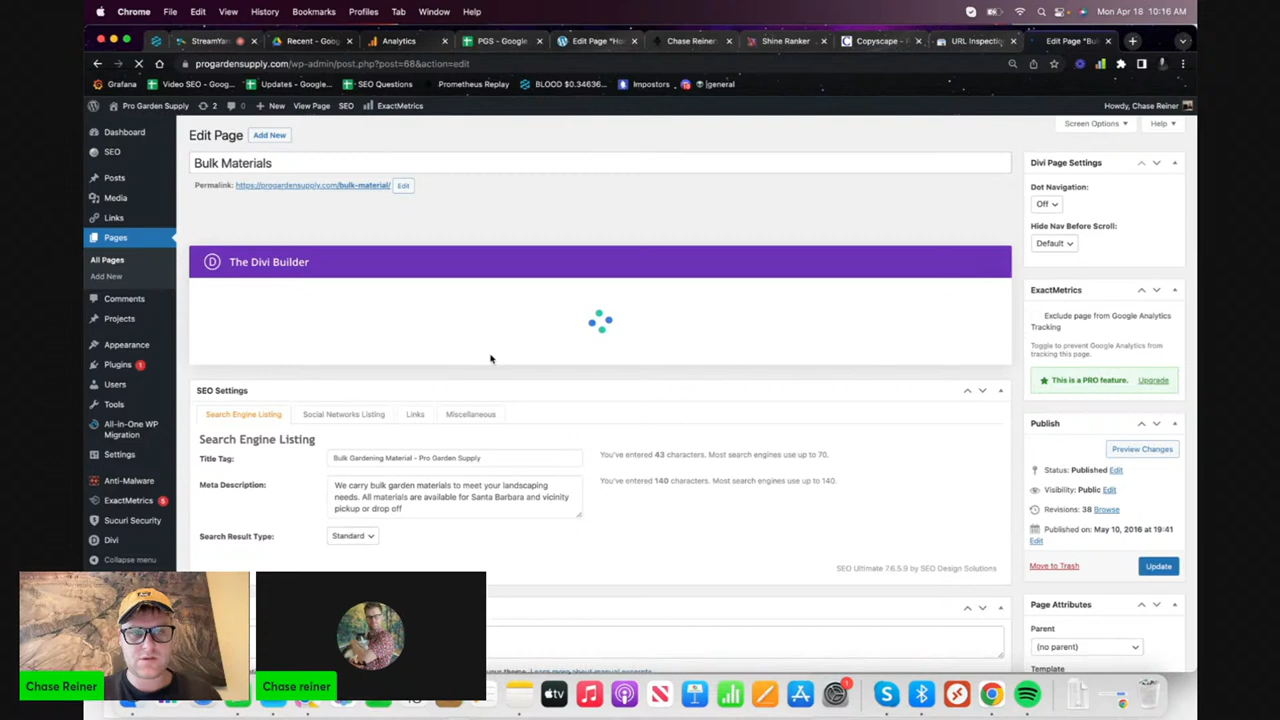 Chrome File Edit View History Bookmarks Profiles Tab Window Help Mon Apr 18 10:16 AM
StreamYar Recent - Goog Analytics PGS - Google Edit Page "Ho Chase Reiner Shine Ranker Copyscape - P URL Inspectio Edit Page "Bul
progardensupply.com/wp-admin/post.php?post=68&action=edit
Grafana Video SEO - Goog... Updates - Google... SEO Questions Prometheus Replay BLOOD $0.34636... Impostors general
Pro Garden Supply 2 0 New View Page SEO ExactMetrics Howdy, Chase Reiner
Screen Options Help
Edit Page Add New
Bulk Materials
Permalink: https://progardensupply.com/bulk-material/ Edit
The Divi Builder
SEO Settings
Search Engine Listing Social Networks Listing Links Miscellaneous
Search Engine Listing
Title Tag: Bulk Gardening Material - Pro Garden Supply You've entered 43 characters. Most search engines use up to 70.
Meta Description: We carry bulk garden materials to meet your landscaping
needs. All materials are available for Santa Barbara and vicinity
pickup or drop off
You've entered 140 characters. Most search engines use up to 140.
Search Result Type: Standard
SEO Ultimate 7.6.5.9 by SEO Design Solutions
Dashboard
SEO
Posts
Media
Links
Pages
All Pages
Add New
Comments
Projects
Appearance
Plugins 1
Users
Tools
All-in-One WP
Migration
Settings
Anti-Malware
ExactMetrics 5
Sucuri Security
Divi
Collapse menu
Divi Page Settings
Dot Navigation:
Off
Hide Nav Before Scroll:
Default
ExactMetrics
Exclude page from Google Analytics
Tracking
Toggle to prevent Google Analytics from
tracking this page.
This is a PRO feature. Upgrade
Publish
Preview Changes
Status: Published Edit
Visibility: Public Edit
Revisions: 38 Browse
Published on: May 10, 2016 at 19:41
Edit
Move to Trash Update
Page Attributes
Parent
(no parent)
Template
Chase Reiner
Chase reiner